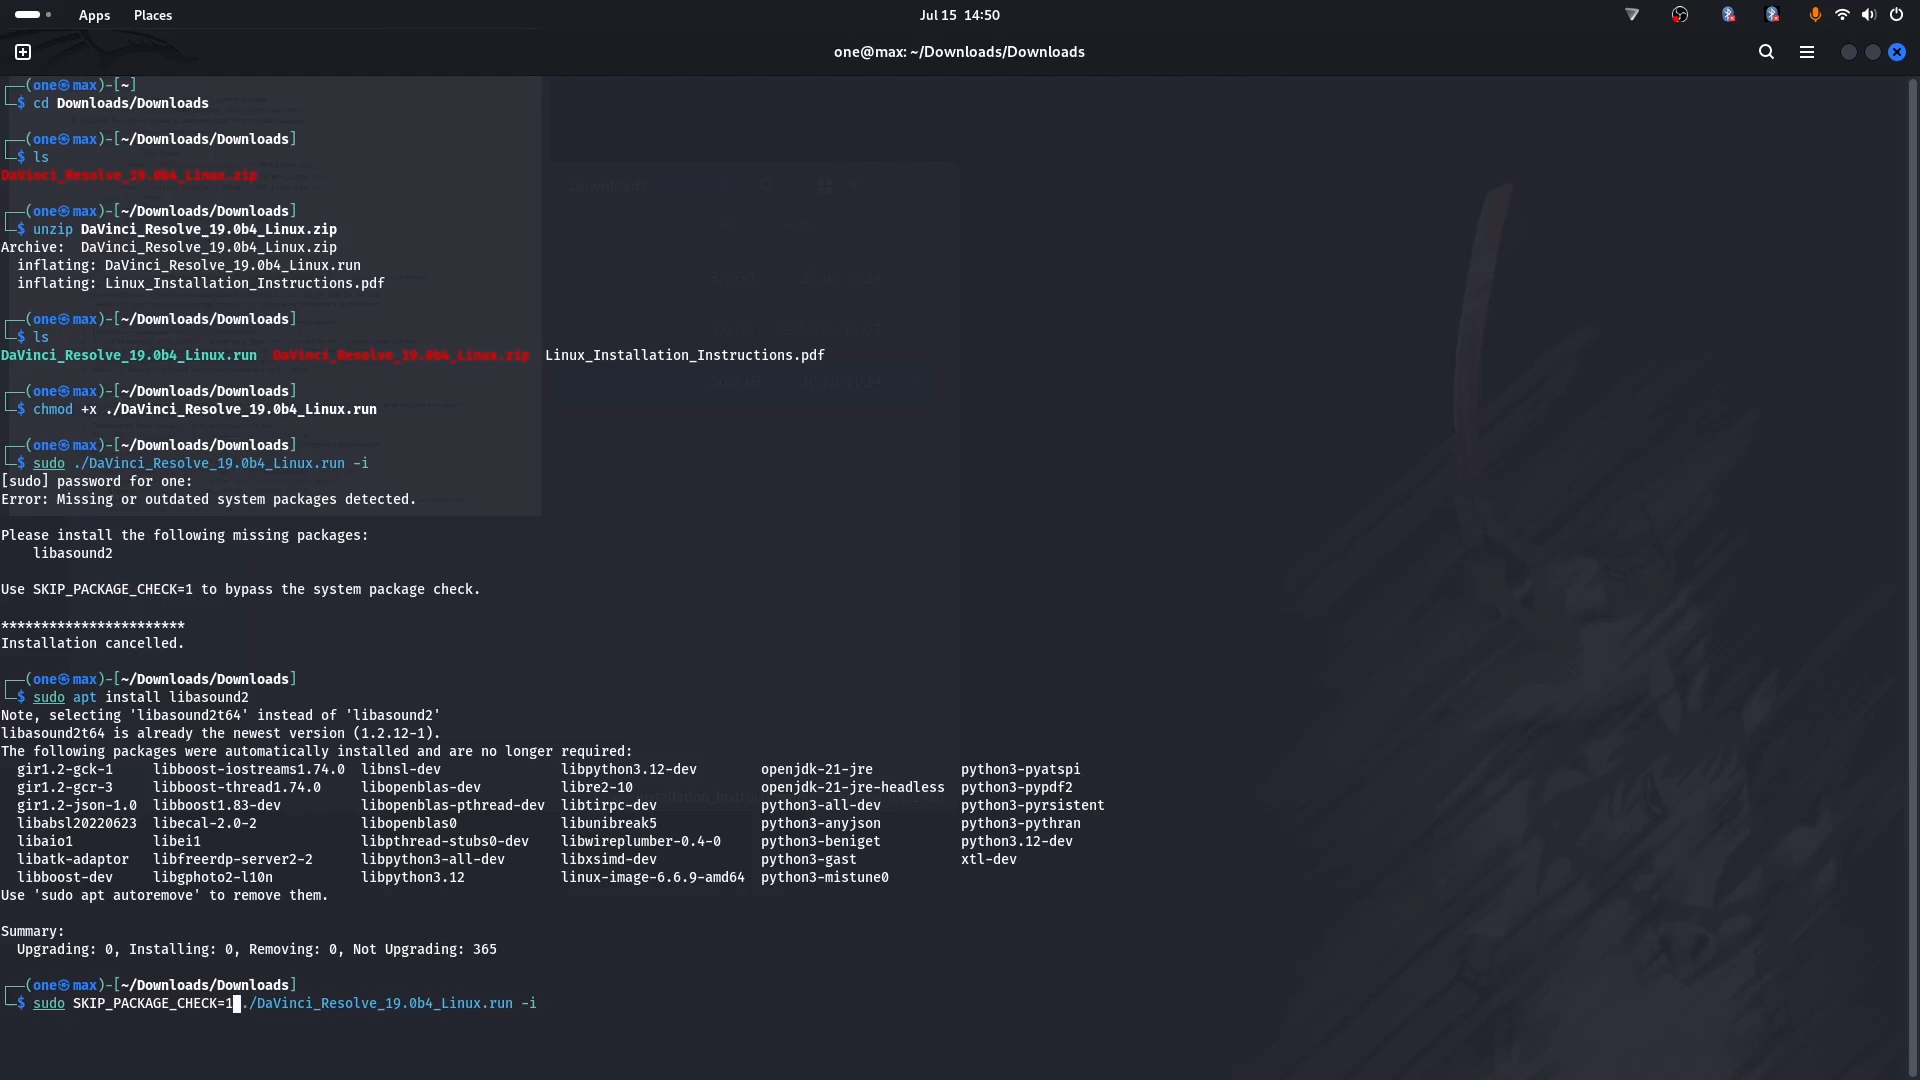 Apps Places
Jul 15 14:50
one@max: ~/Downloads/Downloads
┌──(one㉿max)-[~]
└─$ cd Downloads/Downloads
┌──(one㉿max)-[~/Downloads/Downloads]
└─$ ls
DaVinci_Resolve_19.0b4_Linux.zip
┌──(one㉿max)-[~/Downloads/Downloads]
└─$ unzip DaVinci_Resolve_19.0b4_Linux.zip
Archive:  DaVinci_Resolve_19.0b4_Linux.zip
  inflating: DaVinci_Resolve_19.0b4_Linux.run
  inflating: Linux_Installation_Instructions.pdf
┌──(one㉿max)-[~/Downloads/Downloads]
└─$ ls
DaVinci_Resolve_19.0b4_Linux.run  DaVinci_Resolve_19.0b4_Linux.zip  Linux_Installation_Instructions.pdf
┌──(one㉿max)-[~/Downloads/Downloads]
└─$ chmod +x ./DaVinci_Resolve_19.0b4_Linux.run
┌──(one㉿max)-[~/Downloads/Downloads]
└─$ sudo ./DaVinci_Resolve_19.0b4_Linux.run -i
[sudo] password for one:
Error: Missing or outdated system packages detected.
Please install the following missing packages:
    libasound2
Use SKIP_PACKAGE_CHECK=1 to bypass the system package check.
***********************
Installation cancelled.
┌──(one㉿max)-[~/Downloads/Downloads]
└─$ sudo apt install libasound2
Note, selecting 'libasound2t64' instead of 'libasound2'
libasound2t64 is already the newest version (1.2.12-1).
The following packages were automatically installed and are no longer required:
  gir1.2-gck-1     libboost-iostreams1.74.0  libnsl-dev              libpython3.12-dev       openjdk-21-jre           python3-pyatspi
  gir1.2-gcr-3     libboost-thread1.74.0     libopenblas-dev         libre2-10               openjdk-21-jre-headless  python3-pypdf2
  gir1.2-json-1.0  libboost1.83-dev          libopenblas-pthread-dev  libtirpc-dev            python3-all-dev          python3-pyrsistent
  libabsl20220623  libecal-2.0-2             libopenblas0            libunibreak5            python3-anyjson          python3-pythran
  libaio1          libei1                    libpthread-stubs0-dev   libwireplumber-0.4-0    python3-beniget          python3.12-dev
  libatk-adaptor   libfreerdp-server2-2      libpython3-all-dev      libxsimd-dev            python3-gast             xtl-dev
  libboost-dev     libgphoto2-l10n           libpython3.12           linux-image-6.6.9-amd64  python3-mistune0
Use 'sudo apt autoremove' to remove them.
Summary:
  Upgrading: 0, Installing: 0, Removing: 0, Not Upgrading: 365
┌──(one㉿max)-[~/Downloads/Downloads]
└─$ sudo SKIP_PACKAGE_CHECK=1 ./DaVinci_Resolve_19.0b4_Linux.run -i